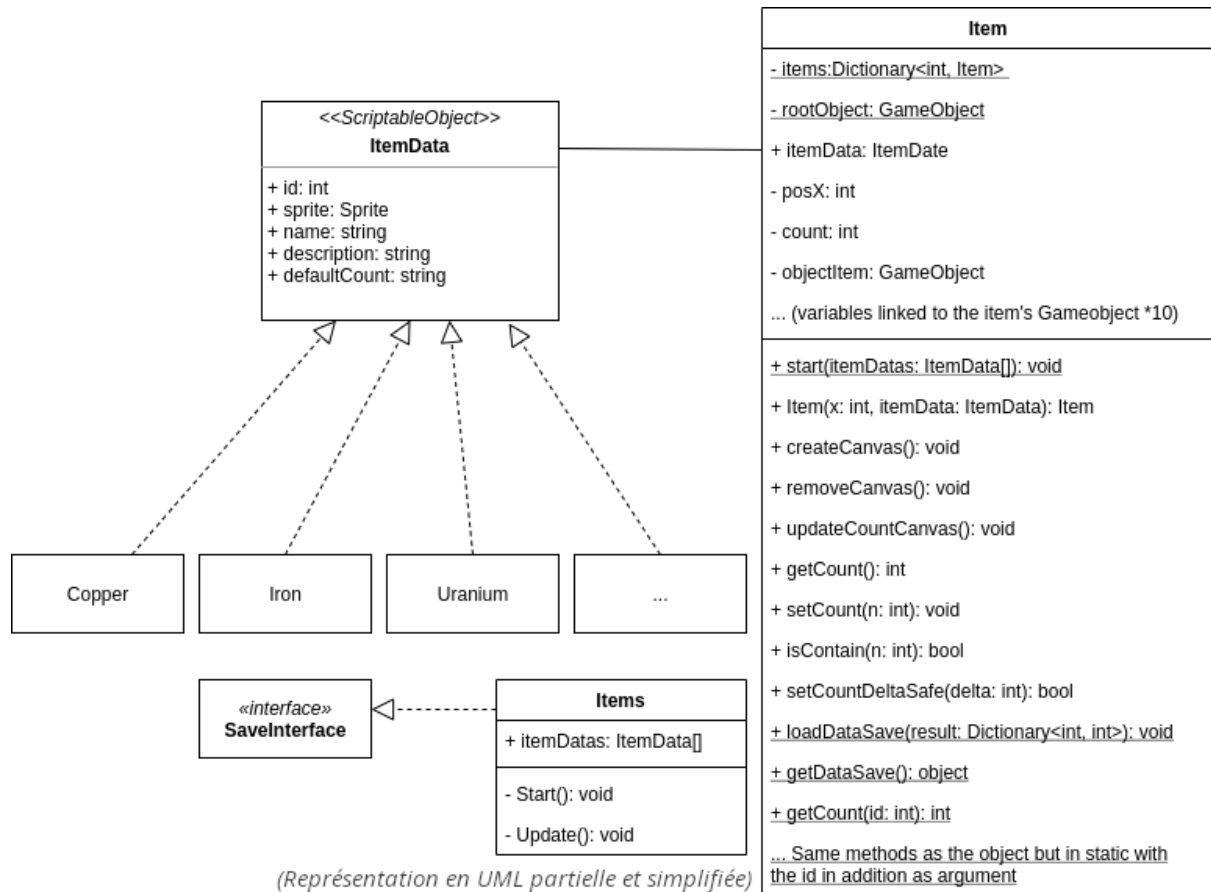 <<ScriptableObject>>
ItemData
+ id: int
+ sprite: Sprite
+ name: string
+ description: string
+ defaultCount: string
Copper
Iron
Uranium
...
«interface»
SaveInterface
Items
+ itemDatas: ItemData[]
- Start(): void
- Update(): void
(Représentation en UML partielle et simplifiée)
Item
- items:Dictionary<int, Item>
- rootObject: GameObject
+ itemData: ItemDate
- posX: int
- count: int
- objectItem: GameObject
... (variables linked to the item's Gameobject *10)
+ start(itemDatas: ItemData[]): void
+ Item(x: int, itemData: ItemData): Item
+ createCanvas(): void
+ removeCanvas(): void
+ updateCountCanvas(): void
+ getCount(): int
+ setCount(n: int): void
+ isContain(n: int): bool
+ setCountDeltaSafe(delta: int): bool
+ loadDataSave(result: Dictionary<int, int>): void
+ getDataSave(): object
+ getCount(id: int): int
... Same methods as the object but in static with
the id in addition as argument